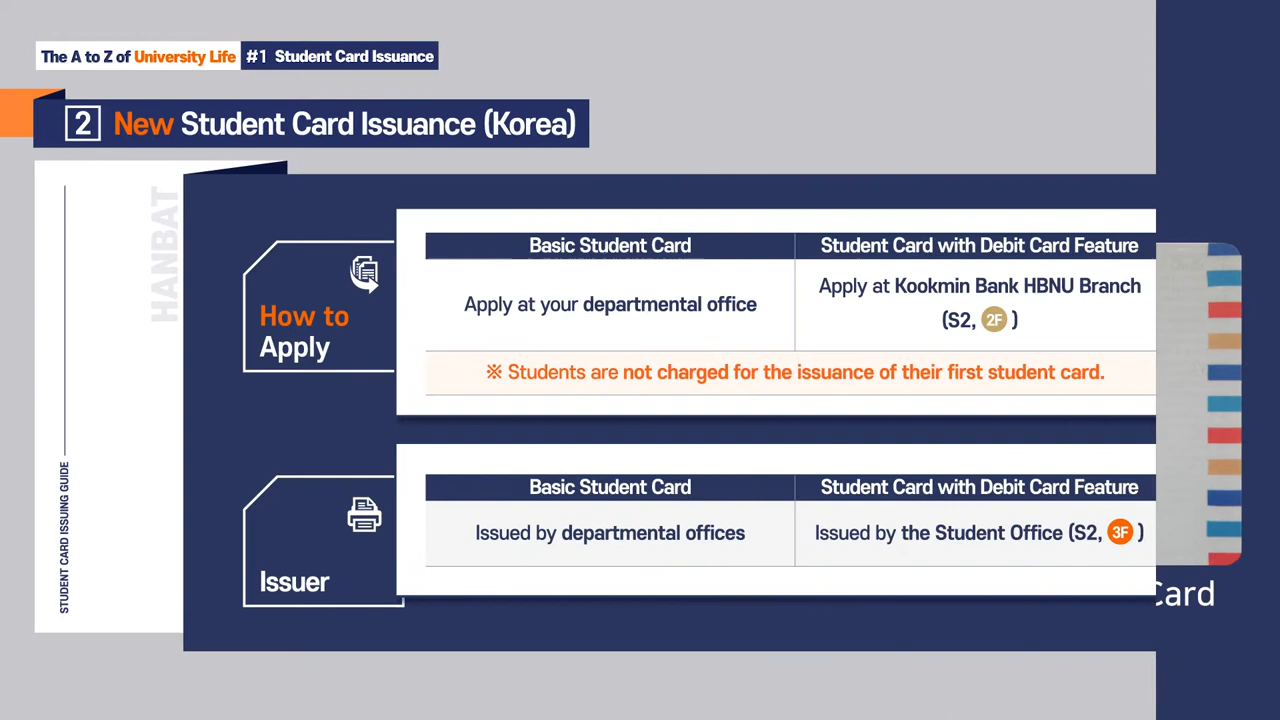 The A to Z of University Life #1 Student Card Issuance
2 New Student Card Issuance (Korea)
HANBAT
STUDENT CARD ISSUING GUIDE
How to
Apply
Basic Student Card
Student Card with Debit Card Feature
Apply at your departmental office
Apply at Kookmin Bank HBNU Branch
(S2, 2F )
※ Students are not charged for the issuance of their first student card.
Issuer
Basic Student Card
Student Card with Debit Card Feature
Issued by departmental offices
Issued by the Student Office (S2, 3F )
Card